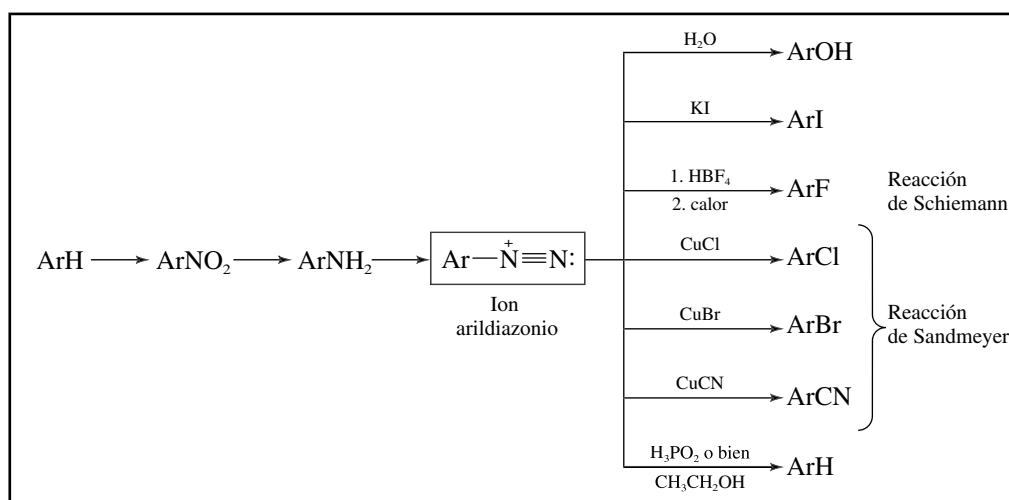 H₂O
ArOH
KI
ArI
1. HBF₄
2. calor
ArF
Reacción
de Schiemann
ArH
ArNO₂
ArNH₂
Ar—N⁺≡N:
Ion
arildiazonio
CuCl
ArCl
CuBr
ArBr
Reacción
de Sandmeyer
CuCN
ArCN
H₃PO₂ o bien
CH₃CH₂OH
ArH